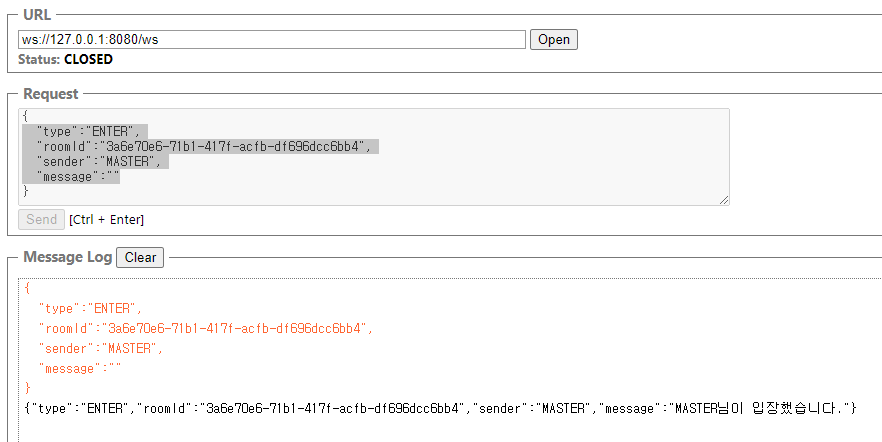 URL
ws://127.0.0.1:8080/ws Open
Status: CLOSED
Request
{
"type":"ENTER",
"roomId":"3a6e70e6-71b1-417f-acfb-df696dcc6bb4",
"sender":"MASTER",
"message":""
}
Send [Ctrl + Enter]
Message Log Clear
{
"type":"ENTER",
"roomId":"3a6e70e6-71b1-417f-acfb-df696dcc6bb4",
"sender":"MASTER",
"message":""
}
{"type":"ENTER","roomId":"3a6e70e6-71b1-417f-acfb-df696dcc6bb4","sender":"MASTER","message":"MASTER님이 입장했습니다."}